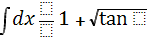 ∫dx ⬚/⬚ 1 + √tan ⬚